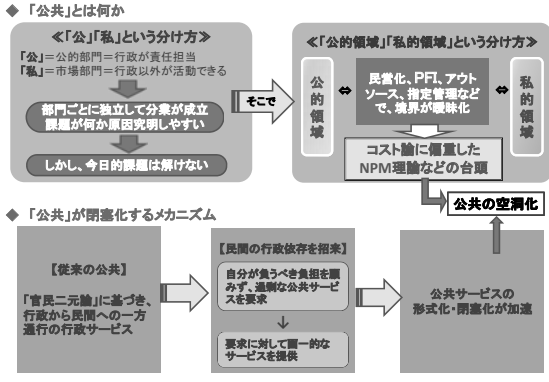 ◆ 「公共」とは何か
≪「公」「私」という分け方≫
「公」＝公的部門＝行政が責任担当
「私」＝市場部門＝行政以外が活動できる
部門ごとに独立して分業が成立
課題が何か原因究明しやすい
しかし、今日的課題は解けない
そこで
≪「公的領域」「私的領域」という分け方≫
公的領域
⇔
民営化、PFI、アウト
ソース、指定管理など
で、境界が曖昧化
⇔
私的領域
コスト論に偏重した
NPM理論などの台頭
公共の空洞化
◆ 「公共」が閉塞化するメカニズム
【従来の公共】
「官民二元論」に基づき、
行政から民間への一方
通行の行政サービス
【民間の行政依存を招来】
自分が負うべき負担を顧
みず、過剰な公共サービ
スを要求
要求に対して画一的な
サービスを提供
公共サービスの
形式化・閉塞化が加速